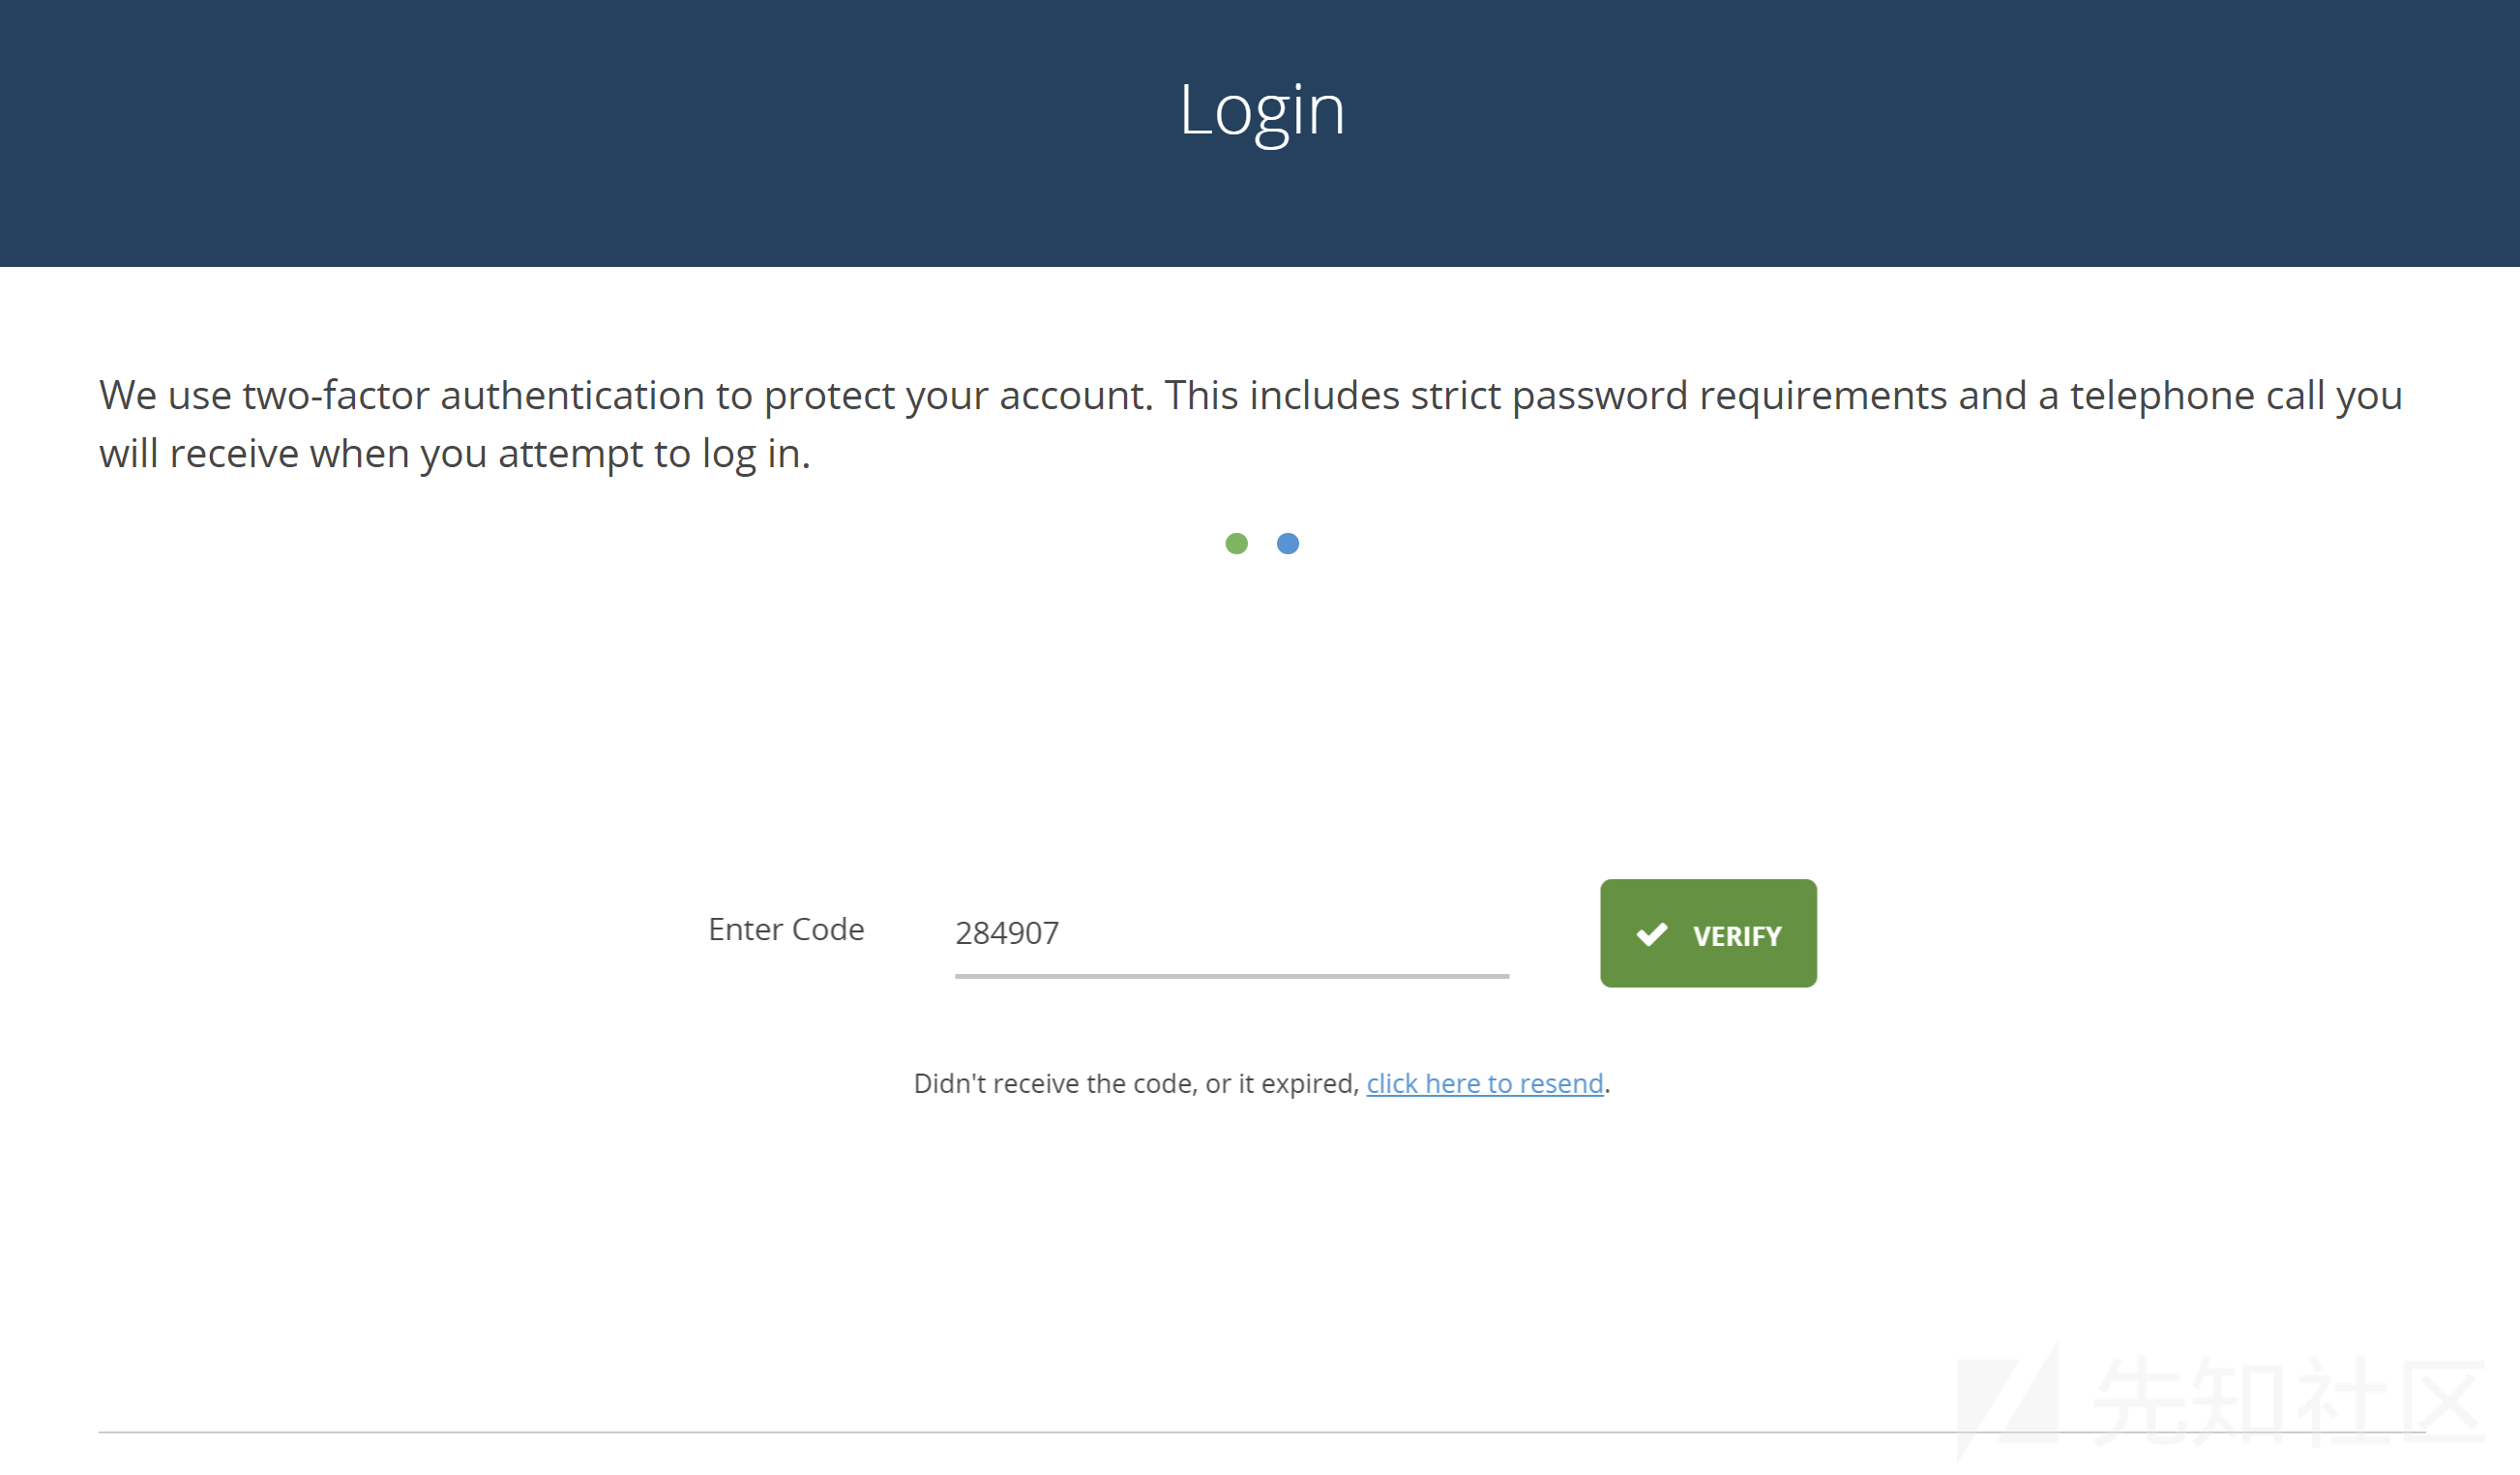 Login
We use two-factor authentication to protect your account. This includes strict password requirements and a telephone call you
will receive when you attempt to log in.
Enter Code
284907
VERIFY
Didn't receive the code, or it expired, click here to resend.
先知社区